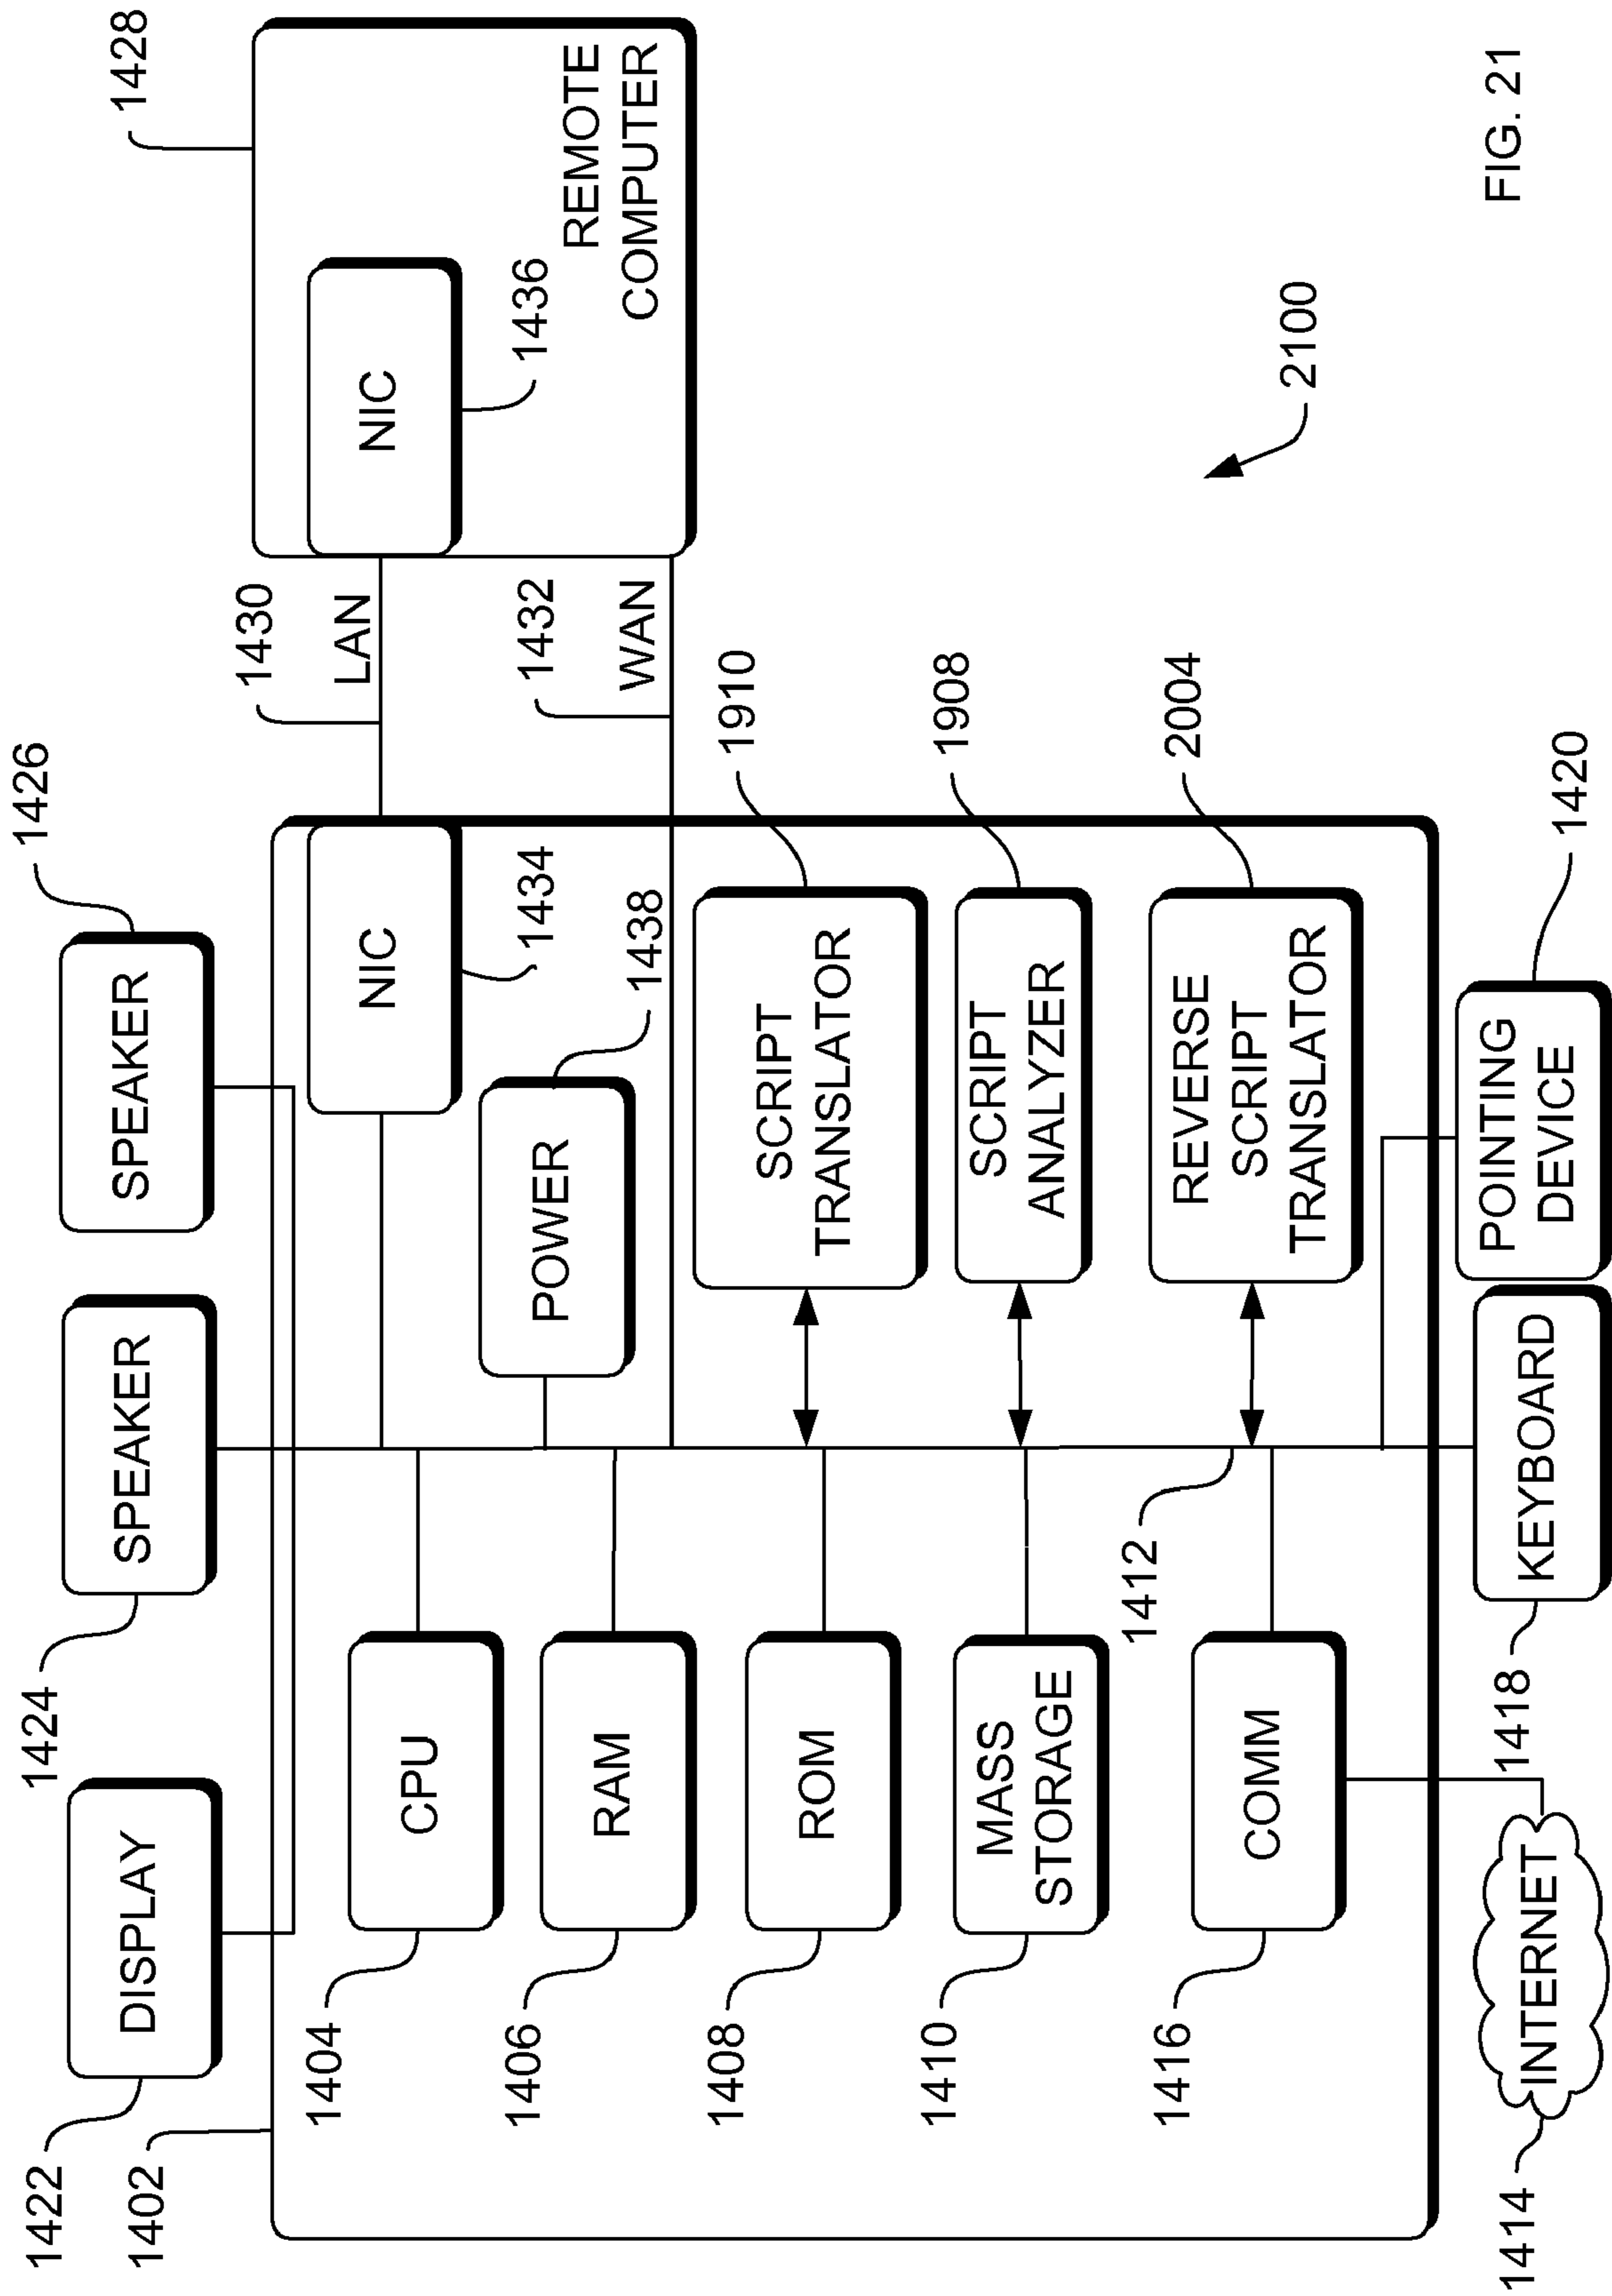 1422
DISPLAY
1424
SPEAKER
SPEAKER
1426
1428
1402
1404
CPU
NIC
1434
1430
LAN
NIC
1436
REMOTE
COMPUTER
1406
RAM
POWER
1438
1432
WAN
1408
ROM
SCRIPT
TRANSLATOR
1910
1410
MASS
STORAGE
SCRIPT
ANALYZER
1908
1412
1416
COMM
REVERSE
SCRIPT
TRANSLATOR
2004
2100
1414
INTERNET
1418
KEYBOARD
POINTING
DEVICE
1420
FIG. 21